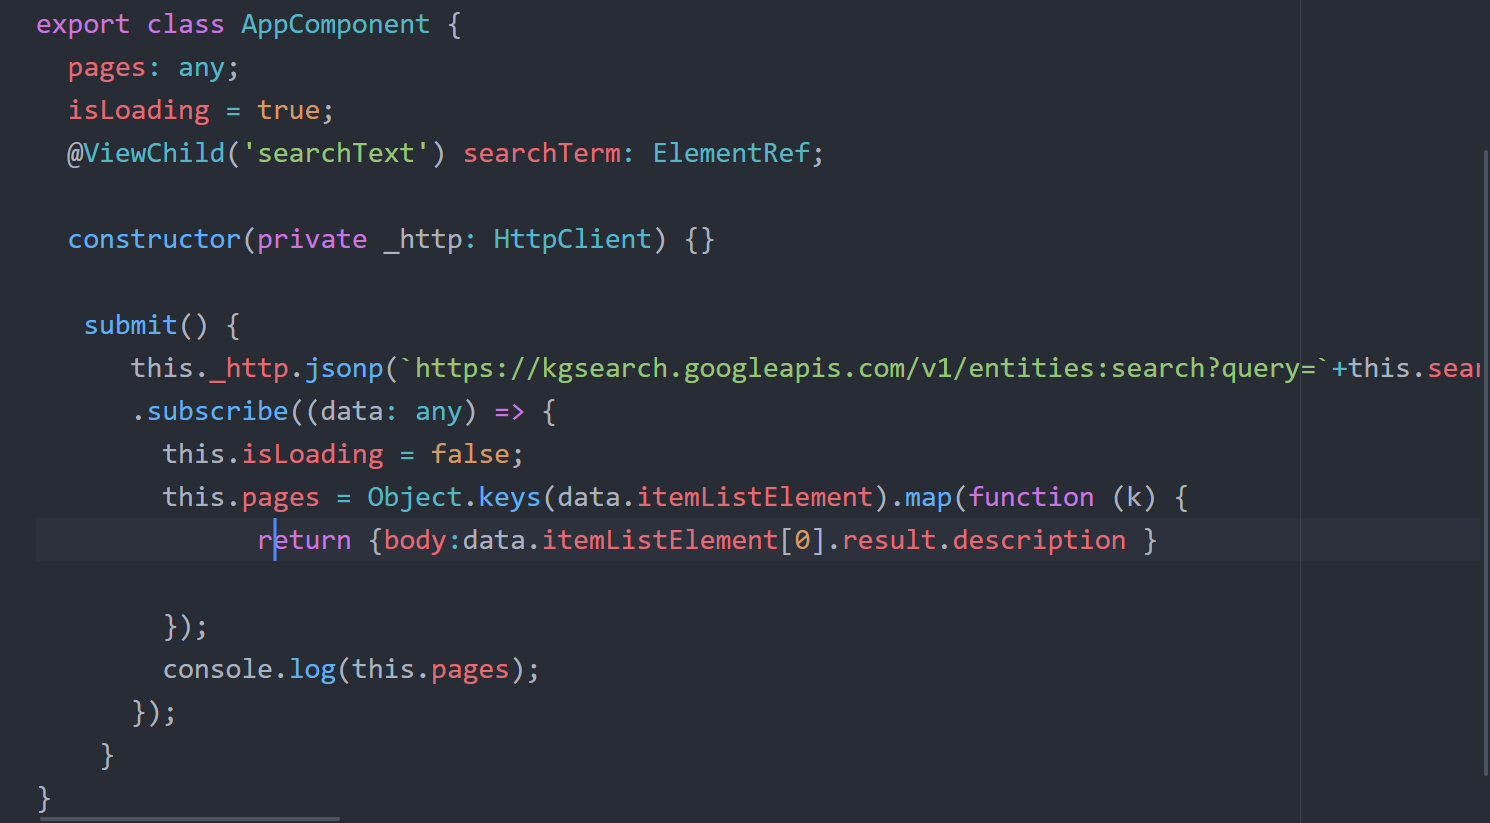 export class AppComponent {
pages: any;
isLoading = true;
@ViewChild('searchText') searchTerm: ElementRef;
constructor(private _http: HttpClient) {}
submit() {
this._http.jsonp(`https://kgsearch.googleapis.com/v1/entities:search?query=`+this.sear
.subscribe((data: any) => {
this.isLoading = false;
this.pages = Object.keys(data.itemListElement).map(function (k) {
return {body:data.itemListElement[0].result.description }
});
console.log(this.pages);
});
}
}